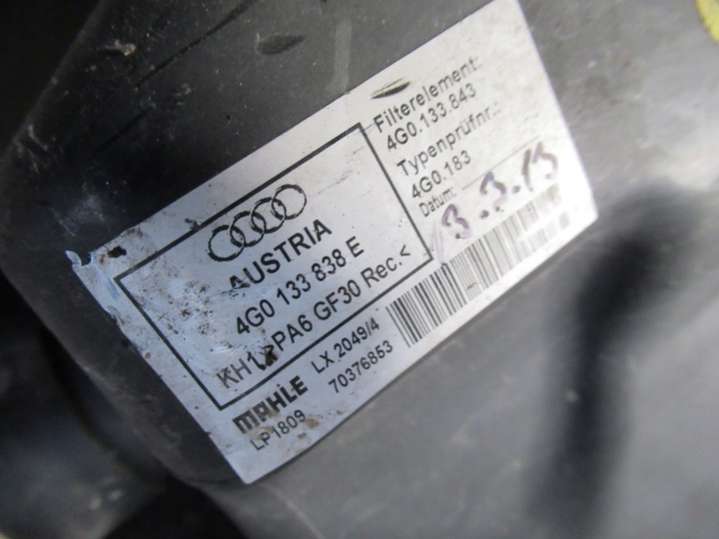 Filterelement:
4G0.133.843
Typenprüfnr.:
4G0.183
Datum:
3.3.15
AUSTRIA
4G0 133 838 E
PA6 GF30 Rec.<
MAHLE LX 2049/4
LP1809 70376853